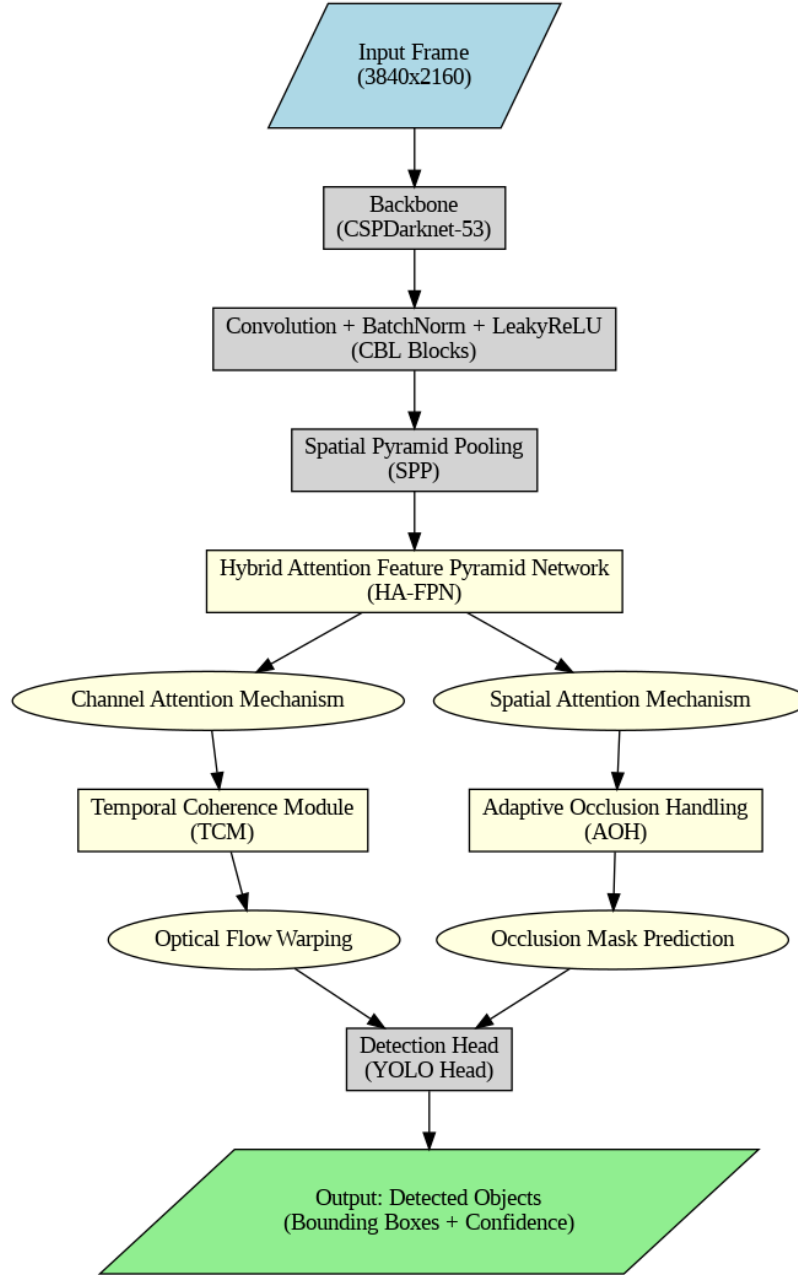 Input Frame
(3840x2160)
Backbone
(CSPDarknet-53)
Convolution + BatchNorm + LeakyReLU
(CBL Blocks)
Spatial Pyramid Pooling
(SPP)
Hybrid Attention Feature Pyramid Network
(HA-FPN)
Channel Attention Mechanism
Spatial Attention Mechanism
Temporal Coherence Module
(TCM)
Adaptive Occlusion Handling
(AOH)
Optical Flow Warping
Occlusion Mask Prediction
Detection Head
(YOLO Head)
Output: Detected Objects
(Bounding Boxes + Confidence)